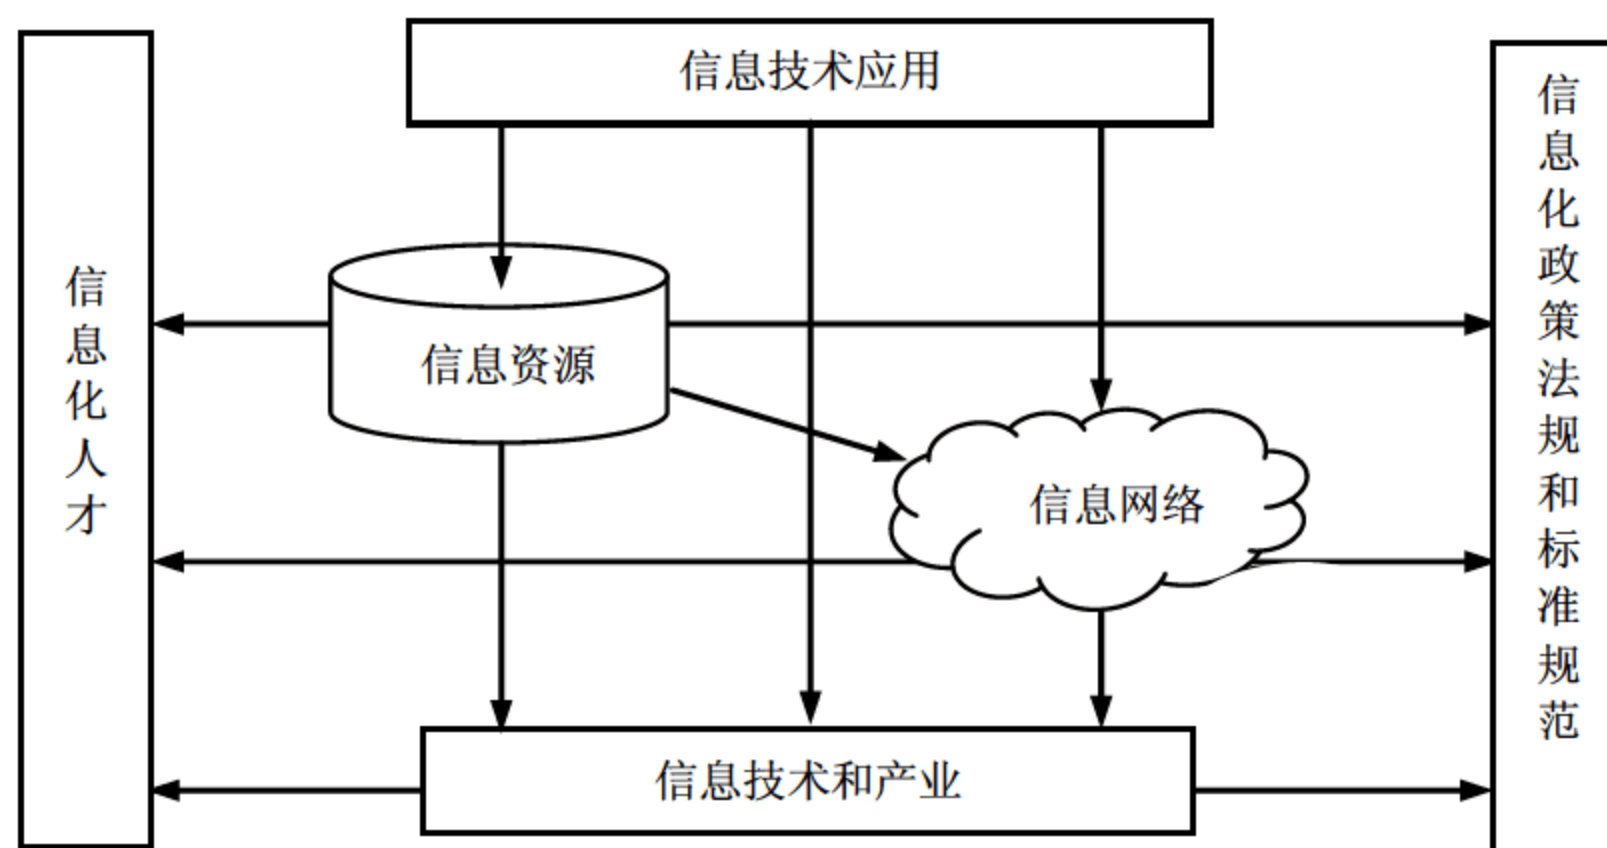 信息技术应用
信息化人才
信息资源
信息网络
信息技术和产业
信息化政策法规和标准规范